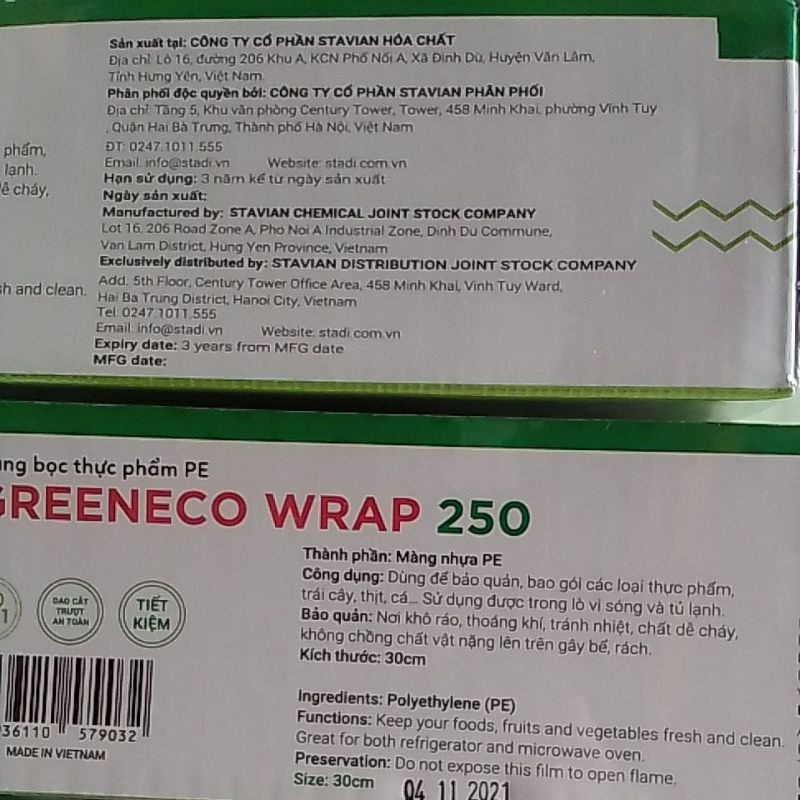 Sản xuất tại: CÔNG TY CỔ PHẦN STAVIAN HÓA CHẤT
Địa chỉ: Lô 16, đường 206 Khu A, KCN Phố Nối A, Xã Đình Dù, Huyện Văn Lâm,
Tỉnh Hưng Yên, Việt Nam.
Phân phối độc quyền bởi: CÔNG TY CỔ PHẦN STAVIAN PHÂN PHỐI
Địa chỉ: Tầng 5, Khu văn phòng Century Tower, Tower, 458 Minh Khai, phường Vĩnh Tuy
, Quận Hai Bà Trưng, Thành phố Hà Nội, Việt Nam
ĐT: 0247.1011.555
Email: info@stadi.vn Website: stadi.com.vn
Hạn sử dụng: 3 năm kể từ ngày sản xuất
Ngày sản xuất:
Manufactured by: STAVIAN CHEMICAL JOINT STOCK COMPANY
Lot 16, 206 Road Zone A, Pho Noi A Industrial Zone, Dinh Du Commune,
Van Lam District, Hung Yen Province, Vietnam
Exclusively distributed by: STAVIAN DISTRIBUTION JOINT STOCK COMPANY
Add: 5th Floor, Century Tower Office Area, 458 Minh Khai, Vinh Tuy Ward,
Hai Ba Trung District, Hanoi City, Vietnam
Tel: 0247.1011.555
Email: info@stadi.vn Website: stadi.com.vn
Expiry date: 3 years from MFG date
MFG date:
phẩm,
lạnh.
ễ cháy,
sh and clean.
ng bọc thực phẩm PE
GREENECO WRAP 250
DAO CẮT
TRƯỢT
AN TOÀN
TIẾT
KIỆM
36110 579032
MADE IN VIETNAM
Thành phần: Màng nhựa PE
Công dụng: Dùng để bảo quản, bao gói các loại thực phẩm,
trái cây, thịt, cá... Sử dụng được trong lò vi sóng và tủ lạnh.
Bảo quản: Nơi khô ráo, thoáng khí, tránh nhiệt, chất dễ cháy,
không chồng chất vật nặng lên trên gây bể, rách.
Kích thước: 30cm
Ingredients: Polyethylene (PE)
Functions: Keep your foods, fruits and vegetables fresh and clean.
Great for both refrigerator and microwave oven.
Preservation: Do not expose this film to open flame.
Size: 30cm
04 11 2021